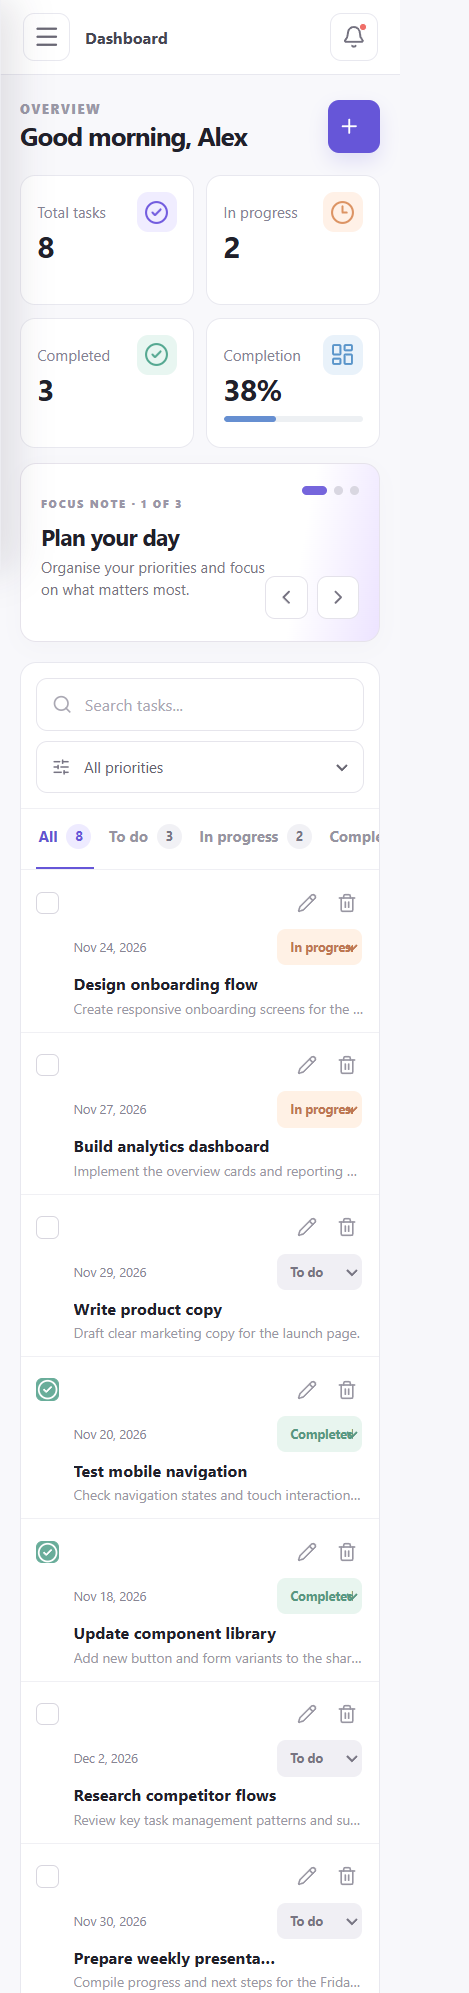 Dashboard
OVERVIEW
Good morning, Alex
Total tasks
8
In progress
2
Completed
3
Completion
38%
FOCUS NOTE · 1 OF 3
Plan your day
Organise your priorities and focus
on what matters most.
Search tasks...
All priorities
All 8 To do 3 In progress 2 Comple
Nov 24, 2026 In progress
Design onboarding flow
Create responsive onboarding screens for the ...
Nov 27, 2026 In progress
Build analytics dashboard
Implement the overview cards and reporting ...
Nov 29, 2026 To do
Write product copy
Draft clear marketing copy for the launch page.
Nov 20, 2026 Completed
Test mobile navigation
Check navigation states and touch interaction...
Nov 18, 2026 Completed
Update component library
Add new button and form variants to the shar...
Dec 2, 2026 To do
Research competitor flows
Review key task management patterns and su...
Nov 30, 2026 To do
Prepare weekly presenta...
Compile progress and next steps for the Frida...